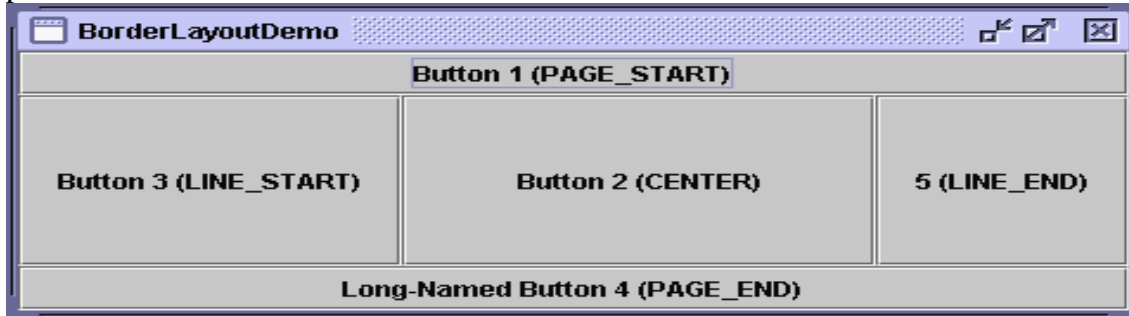 BorderLayoutDemo
Button 1 (PAGE_START)
Button 3 (LINE_START) Button 2 (CENTER) 5 (LINE_END)
Long-Named Button 4 (PAGE_END)